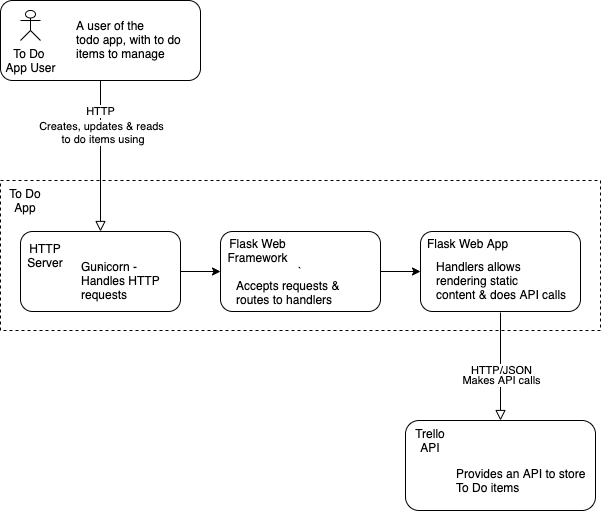 To Do
App User
A user of the
todo app, with to do
items to manage
HTTP
Creates, updates & reads
to do items using
To Do
App
HTTP
Server
Gunicorn -
Handles HTTP
requests
Flask Web
Framework
`
Accepts requests &
routes to handlers
Flask Web App
Handlers allows
rendering static
content & does API calls
HTTP/JSON
Makes API calls
Trello
API
Provides an API to store
To Do items